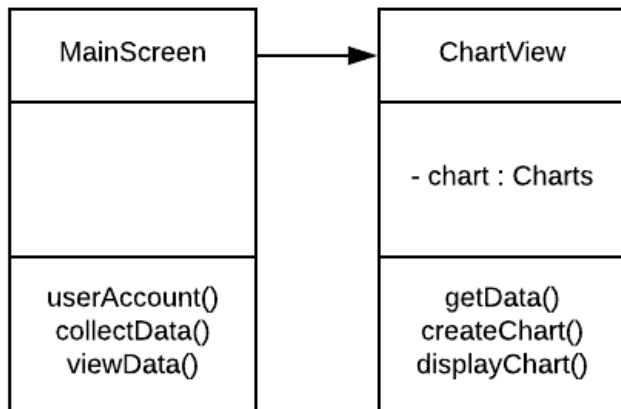 MainScreen
userAccount()
collectData()
viewData()
ChartView
- chart : Charts
getData()
createChart()
displayChart()